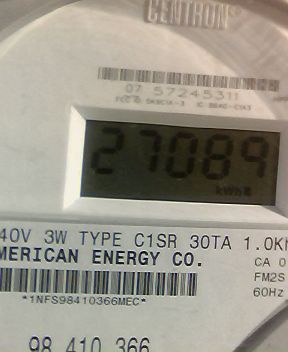 CENTRON®
07 57245311
27089
kWh
40V 3W TYPE C1SR 30TA 1.0Kh
MERICAN ENERGY CO.
CA 0
FM2S
60Hz
*1NFS98410366MEC*
98 410 366